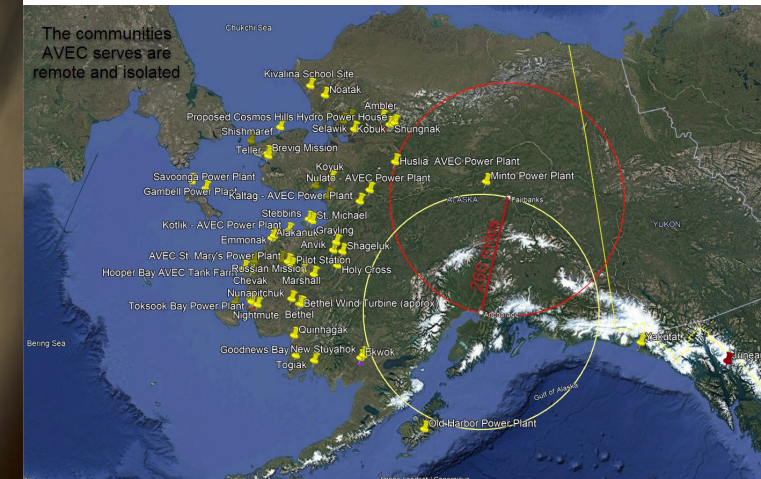 The communities
AVEC serves are
remote and isolated
Chukchi Sea
Kivalina School Site
Noatak
Ambler
Proposed Cosmos Hills Hydro Power House
Shishmaref
Selawik
Kobuk
Shungnak
Teller
Brevig Mission
Huslia AVEC Power Plant
Koyuk
Minto Power Plant
Savoonga Power Plant
Nulato - AVEC Power Plant
Gambell Power Plant
Kaltag - AVEC Power Plant
ALASKA
Fairbanks
Stebbins
St. Michael
YUKON
Kotlik - AVEC Power Plant
Alakanuk
Grayling
Emmonak
Anvik
Shageluk
AVEC St. Mary's Power Plant
Pilot Station
Hooper Bay AVEC Tank Farm
Russian Mission
Holy Cross
Chevak
Marshall
260 miles
Nunapitchuk
Toksook Bay Power Plant
Bethel Wind Turbine (approx)
Nightmute
Bethel
Anchorage
Quinhagak
Yakutat
Bering Sea
Goodnews Bay
New Stuyahok
Ekwok
Juneau
Togiak
Gulf of Alaska
Old Harbor Power Plant